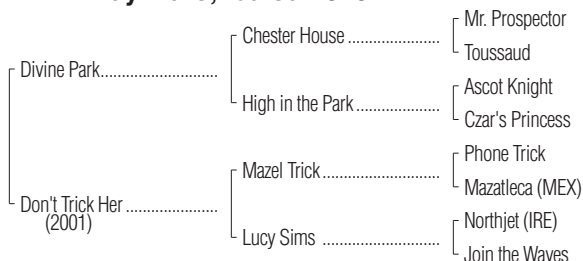 Chester House
Mr. Prospector
Toussaud
Divine Park
High in the Park
Ascot Knight
Czar's Princess
Mazel Trick
Phone Trick
Mazatleca (MEX)
Don't Trick Her
(2001)
Lucy Sims
Northjet (IRE)
Join the Waves